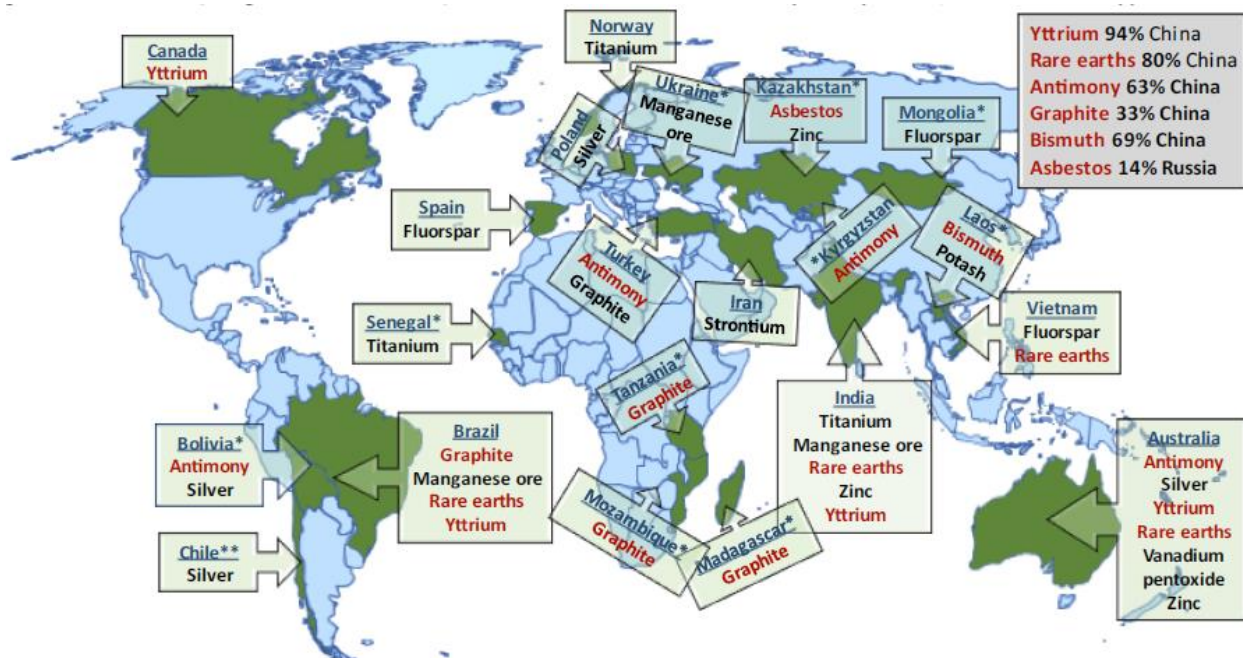 Canada
Yttrium
Norway
Titanium
Poland
Silver
Ukraine*
Manganese
ore
Kazakhstan*
Asbestos
Zinc
Mongolia*
Fluorspar
Yttrium 94% China
Rare earths 80% China
Antimony 63% China
Graphite 33% China
Bismuth 69% China
Asbestos 14% Russia
Spain
Fluorspar
Turkey
Antimony
Graphite
Iran
Strontium
*Kyrgyzstan
Antimony
Laos*
Bismuth
Potash
Vietnam
Fluorspar
Rare earths
Senegal*
Titanium
Tanzania*
Graphite
India
Titanium
Manganese ore
Rare earths
Zinc
Yttrium
Bolivia*
Antimony
Silver
Brazil
Graphite
Manganese ore
Rare earths
Yttrium
Australia
Antimony
Silver
Yttrium
Rare earths
Vanadium
pentoxide
Zinc
Chile**
Silver
Mozambique*
Graphite
Madagascar*
Graphite